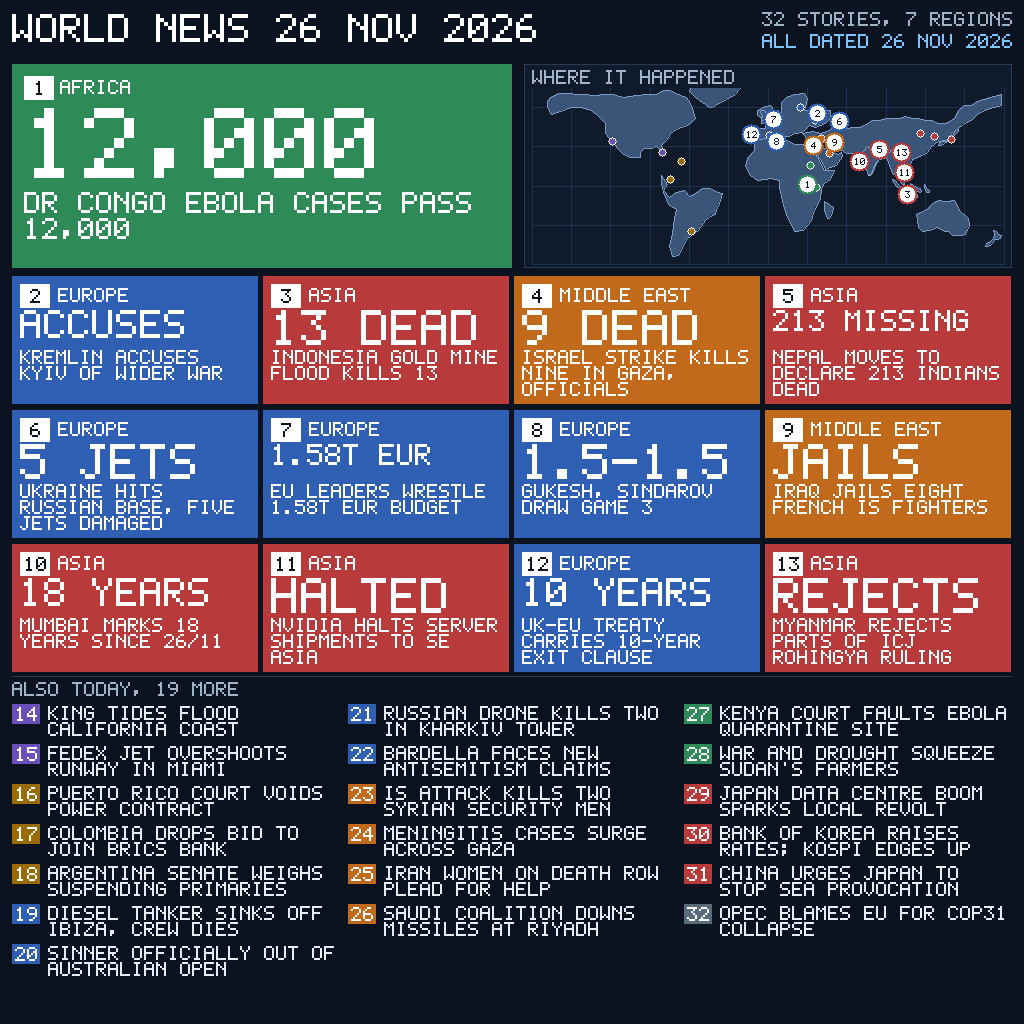 WORLD NEWS 26 NOV 2026
32 STORIES, 7 REGIONS
ALL DATED 26 NOV 2026
1 AFRICA
12,000
DR CONGO EBOLA CASES PASS
12,000
WHERE IT HAPPENED
2
7
6
12
8
4
9
5
13
10
11
1
3
2 EUROPE
ACCUSES
KREMLIN ACCUSES
KYIV OF WIDER WAR
3 ASIA
13 DEAD
INDONESIA GOLD MINE
FLOOD KILLS 13
4 MIDDLE EAST
9 DEAD
ISRAEL STRIKE KILLS
NINE IN GAZA,
OFFICIALS
5 ASIA
213 MISSING
NEPAL MOVES TO
DECLARE 213 INDIANS
DEAD
6 EUROPE
5 JETS
UKRAINE HITS
RUSSIAN BASE, FIVE
JETS DAMAGED
7 EUROPE
1.58T EUR
EU LEADERS WRESTLE
1.58T EUR BUDGET
8 EUROPE
1.5-1.5
GUKESH, SINDAROV
DRAW GAME 3
9 MIDDLE EAST
JAILS
IRAQ JAILS EIGHT
FRENCH IS FIGHTERS
10 ASIA
18 YEARS
MUMBAI MARKS 18
YEARS SINCE 26/11
11 ASIA
HALTED
NVIDIA HALTS SERVER
SHIPMENTS TO SE
ASIA
12 EUROPE
10 YEARS
UK-EU TREATY
CARRIES 10-YEAR
EXIT CLAUSE
13 ASIA
REJECTS
MYANMAR REJECTS
PARTS OF ICJ
ROHINGYA RULING
ALSO TODAY, 19 MORE
14 KING TIDES FLOOD
CALIFORNIA COAST
15 FEDEX JET OVERSHOOTS
RUNWAY IN MIAMI
16 PUERTO RICO COURT VOIDS
POWER CONTRACT
17 COLOMBIA DROPS BID TO
JOIN BRICS BANK
18 ARGENTINA SENATE WEIGHS
SUSPENDING PRIMARIES
19 DIESEL TANKER SINKS OFF
IBIZA, CREW DIES
20 SINNER OFFICIALLY OUT OF
AUSTRALIAN OPEN
21 RUSSIAN DRONE KILLS TWO
IN KHARKIV TOWER
22 BARDELLA FACES NEW
ANTISEMITISM CLAIMS
23 IS ATTACK KILLS TWO
SYRIAN SECURITY MEN
24 MENINGITIS CASES SURGE
ACROSS GAZA
25 IRAN WOMEN ON DEATH ROW
PLEAD FOR HELP
26 SAUDI COALITION DOWNS
MISSILES AT RIYADH
27 KENYA COURT FAULTS EBOLA
QUARANTINE SITE
28 WAR AND DROUGHT SQUEEZE
SUDAN'S FARMERS
29 JAPAN DATA CENTRE BOOM
SPARKS LOCAL REVOLT
30 BANK OF KOREA RAISES
RATES; KOSPI EDGES UP
31 CHINA URGES JAPAN TO
STOP SEA PROVOCATION
32 OPEC BLAMES EU FOR COP31
COLLAPSE